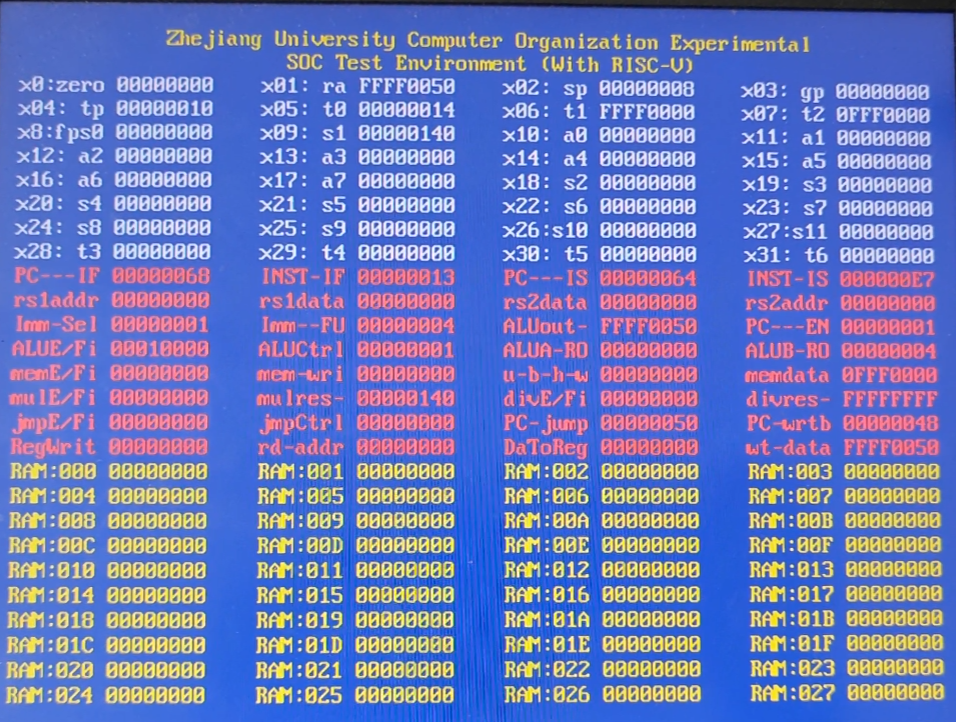 Zhejiang University Computer Organization Experimental
SOC Test Environment (With RISC-V)
x0:zero 00000000 x01: ra FFFF0050 x02: sp 00000008 x03: gp 00000000
x04: tp 00000010 x05: t0 00000014 x06: t1 FFFF0000 x07: t2 0FFF0000
x8:fps0 00000000 x09: s1 00000140 x10: a0 00000000 x11: a1 00000000
x12: a2 00000000 x13: a3 00000000 x14: a4 00000000 x15: a5 00000000
x16: a6 00000000 x17: a7 00000000 x18: s2 00000000 x19: s3 00000000
x20: s4 00000000 x21: s5 00000000 x22: s6 00000000 x23: s7 00000000
x24: s8 00000000 x25: s9 00000000 x26:s10 00000000 x27:s11 00000000
x28: t3 00000000 x29: t4 00000000 x30: t5 00000000 x31: t6 00000000
PC---IF 00000068 INST-IF 00000013 PC---IS 00000064 INST-IS 000000E7
rs1addr 00000000 rs1data 00000000 rs2data 00000000 rs2addr 00000000
Imm-Sel 00000001 Imm--FU 00000004 ALUout- FFFF0050 PC---EN 00000001
ALUE/Fi 00010000 ALUCtrl 00000001 ALUA-RO 00000000 ALUB-RO 00000004
memE/Fi 00000000 mem-wri 00000000 u-b-h-w 00000000 memdata 0FFF0000
mulE/Fi 00000000 mulres- 00000140 divE/Fi 00000000 divres- FFFFFFFF
jmpE/Fi 00000000 jmpCtrl 00000000 PC-jump 00000050 PC-wrtb 00000048
RegWrit 00000000 rd-addr 00000000 DaToReg 00000000 wt-data FFFF0050
RAM:000 00000000 RAM:001 00000000 RAM:002 00000000 RAM:003 00000000
RAM:004 00000000 RAM:005 00000000 RAM:006 00000000 RAM:007 00000000
RAM:008 00000000 RAM:009 00000000 RAM:00A 00000000 RAM:00B 00000000
RAM:00C 00000000 RAM:00D 00000000 RAM:00E 00000000 RAM:00F 00000000
RAM:010 00000000 RAM:011 00000000 RAM:012 00000000 RAM:013 00000000
RAM:014 00000000 RAM:015 00000000 RAM:016 00000000 RAM:017 00000000
RAM:018 00000000 RAM:019 00000000 RAM:01A 00000000 RAM:01B 00000000
RAM:01C 00000000 RAM:01D 00000000 RAM:01E 00000000 RAM:01F 00000000
RAM:020 00000000 RAM:021 00000000 RAM:022 00000000 RAM:023 00000000
RAM:024 00000000 RAM:025 00000000 RAM:026 00000000 RAM:027 00000000